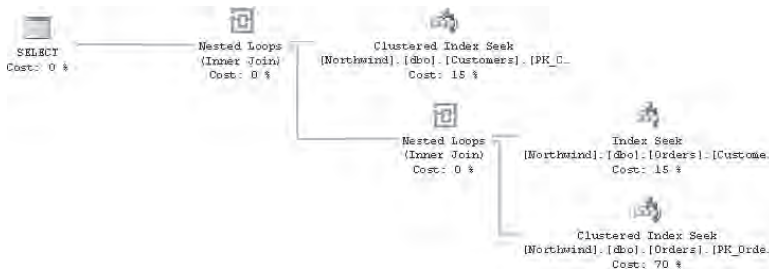 SELECT
Cost: 0 %
Nested Loops
(Inner Join)
Cost: 0 %
Clustered Index Seek
[Northwind].[dbo].[Customers].[PK_C…
Cost: 15 %
Nested Loops
(Inner Join)
Cost: 0 %
Index Seek
[Northwind].[dbo].[Orders].[Custome…
Cost: 15 %
Clustered Index Seek
[Northwind].[dbo].[Orders].[PK_Orde…
Cost: 70 %